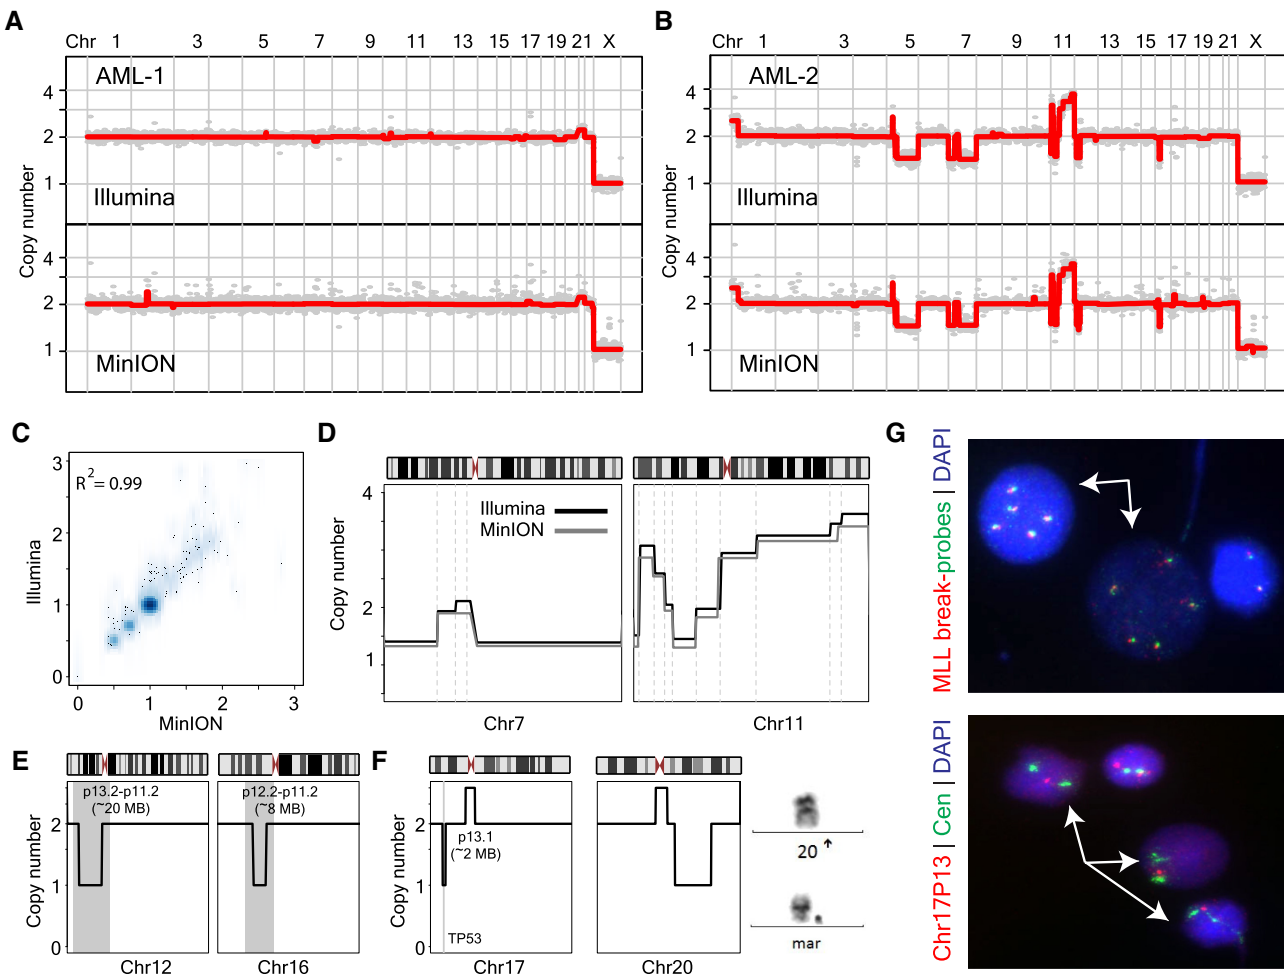 A
Chr 1 3 5 7 9 11 13 15 17 19 21 X
AML-1
4
2
1
Illumina
4
2
1
MinION
Copy number
B
Chr 1 3 5 7 9 11 13 15 17 19 21 X
AML-2
4
2
1
Illumina
4
2
1
MinION
Copy number
C
R2= 0.99
3
2
1
0
Illumina
0 1 2 3
MinION
D
4
2
1
Copy number
Illumina
MinION
Chr7
Chr11
E
p13.2-p11.2
(~20 MB)
p12.2-p11.2
(~8 MB)
2
1
0
Copy number
Chr12
Chr16
F
p13.1
(~2 MB)
TP53
2
1
0
Copy number
Chr17
Chr20
20
mar
G
MLL break-probes | DAPI
Chr17P13 | Cen | DAPI